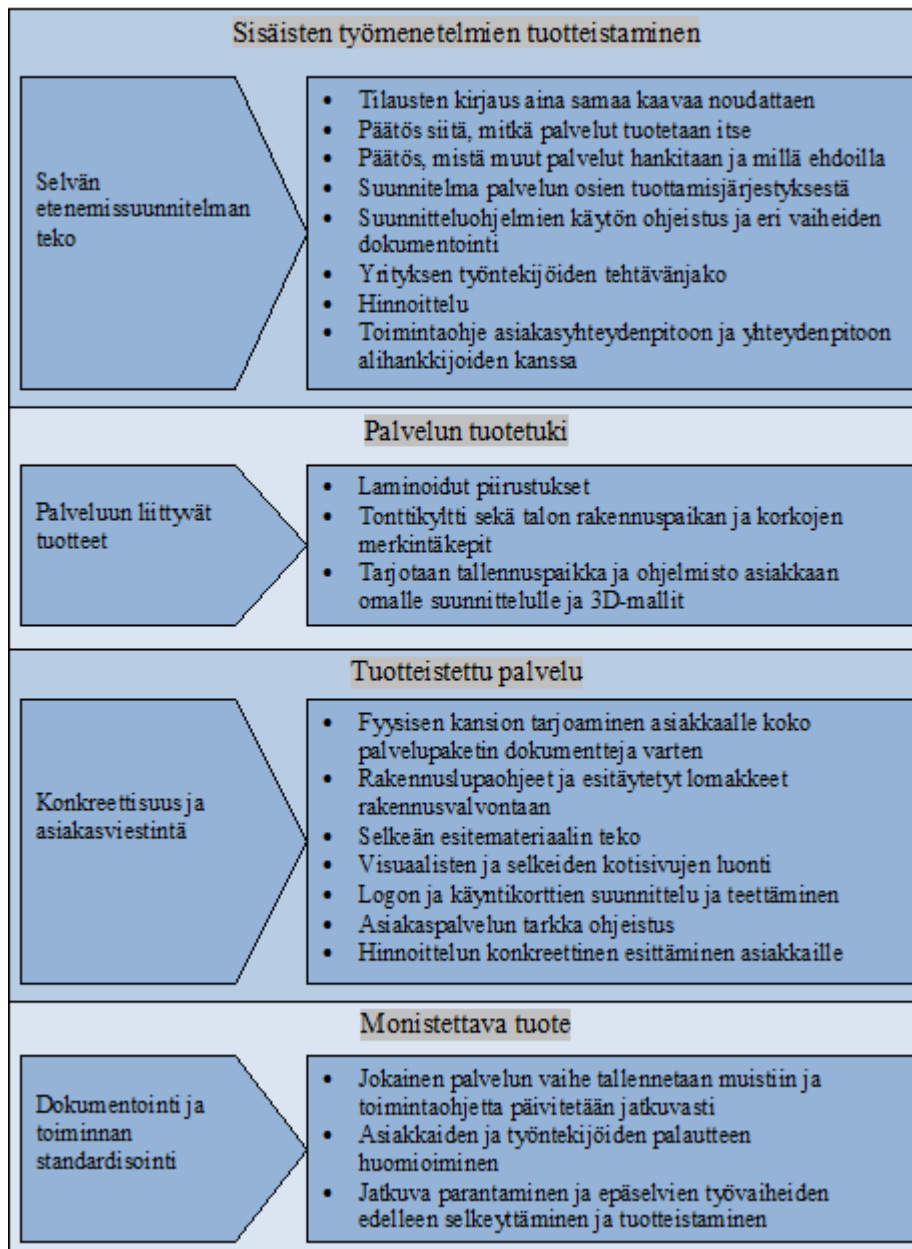 Sisäisten työmenetelmien tuotteistaminen
Selvän
etenemissuunnitelman
teko
• Tilausten kirjaus aina samaa kaavaa noudattaen
• Päätös siitä, mitkä palvelut tuotetaan itse
• Päätös, mistä muut palvelut hankitaan ja millä ehdoilla
• Suunnitelma palvelun osien tuottamisjärjestyksestä
• Suunnitteluohjelmien käytön ohjeistus ja eri vaiheiden
dokumentointi
• Yrityksen työntekijöiden tehtävänjako
• Hinnoittelu
• Toimintaohje asiakasyhteydenpitoon ja yhteydenpitoon
alihankkijoiden kanssa
Palvelun tuotetuki
Palveluun liittyvät
tuotteet
• Laminoidut piirustukset
• Tonttikyltti sekä talon rakennuspaikan ja korkojen
merkintäkepit
• Tarjotaan tallennuspaikka ja ohjelmisto asiakkaan
omalle suunnittelulle ja 3D-mallit
Tuotteistettu palvelu
Konkreettisuus ja
asiakasviestintä
• Fyysisen kansion tarjoaminen asiakkaalle koko
palvelupaketin dokumentteja varten
• Rakennuslupaohjeet ja esitäytetyt lomakkeet
rakennusvalvontaan
• Selkeän esitemateriaalin teko
• Visuaalisten ja selkeiden kotisivujen luonti
• Logon ja käyntikorttien suunnittelu ja teettäminen
• Asiakaspalvelun tarkka ohjeistus
• Hinnoittelun konkreettinen esittäminen asiakkaille
Monistettava tuote
Dokumentointi ja
toiminnan
standardisointi
• Jokainen palvelun vaihe tallennetaan muistiin ja
toimintaohjetta päivitetään jatkuvasti
• Asiakkaiden ja työntekijöiden palautteen
huomioiminen
• Jatkuva parantaminen ja epäselvien työvaiheiden
edelleen selkeyttäminen ja tuotteistaminen